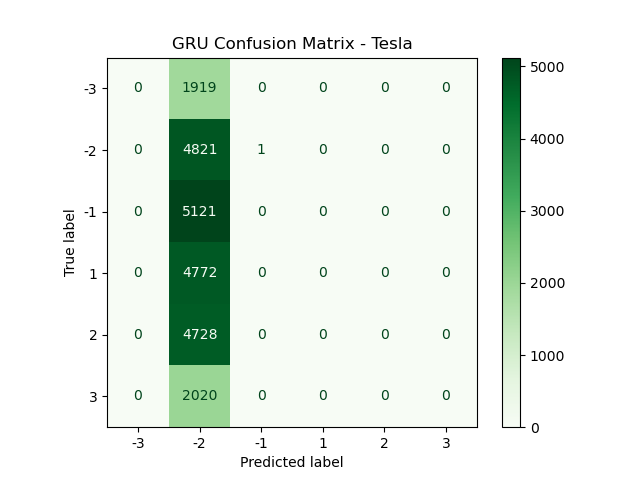 GRU Confusion Matrix - Tesla
-3 0 1919 0 0 0 0
-2 0 4821 1 0 0 0
-1 0 5121 0 0 0 0
1 0 4772 0 0 0 0
2 0 4728 0 0 0 0
3 0 2020 0 0 0 0
-3 -2 -1 1 2 3
True label
Predicted label
5000
4000
3000
2000
1000
0